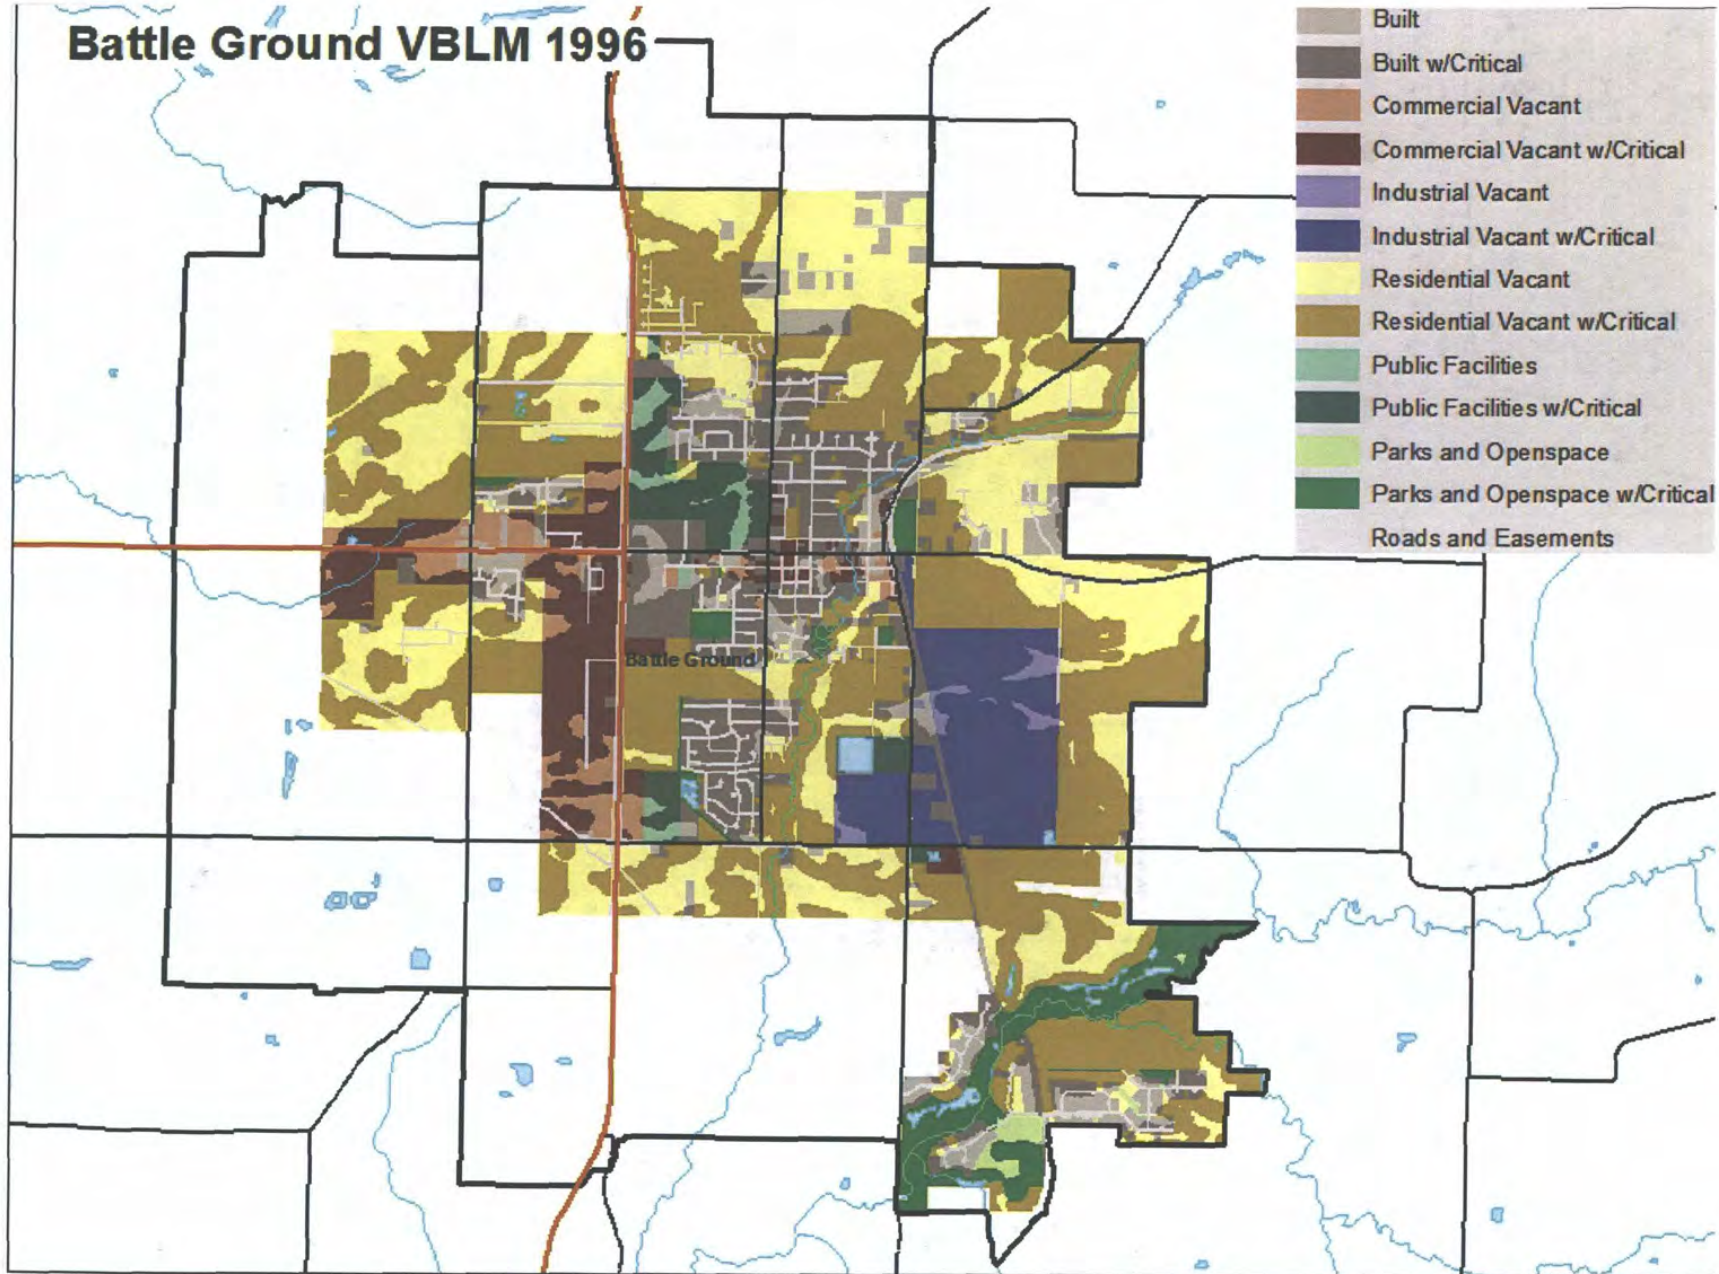 Battle Ground VBLM 1996
Built
Built w/Critical
Commercial Vacant
Commercial Vacant w/Critical
Industrial Vacant
Industrial Vacant w/Critical
Residential Vacant
Residential Vacant w/Critical
Public Facilities
Public Facilities w/Critical
Parks and Openspace
Parks and Openspace w/Critical
Roads and Easements
Battle Ground